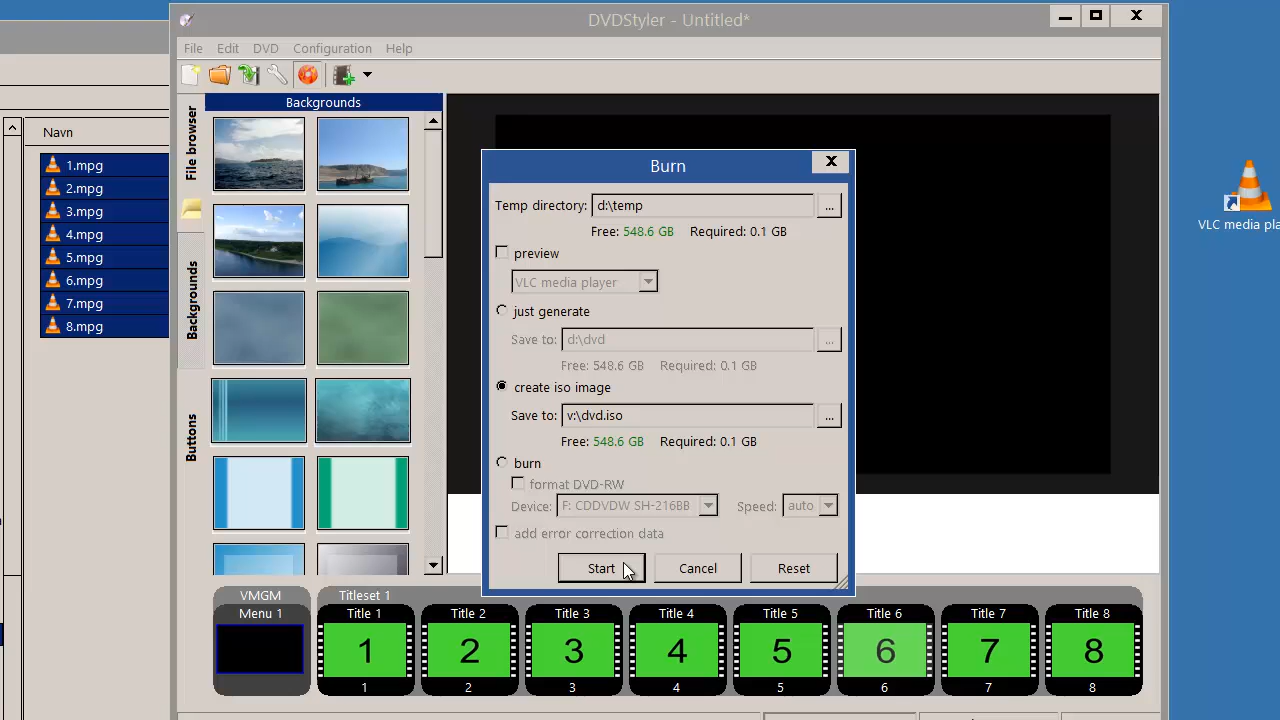 DVDStyler - Untitled*
File Edit DVD Configuration Help
Navn
1.mpg
2.mpg
3.mpg
4.mpg
5.mpg
6.mpg
7.mpg
8.mpg
File browser
Backgrounds
Buttons
Backgrounds
Burn
Temp directory: d:\temp ...
Free: 548.6 GB Required: 0.1 GB
preview
VLC media player
just generate
Save to: d:\dvd ...
Free: 548.6 GB Required: 0.1 GB
create iso image
Save to: v:\dvd.iso ...
Free: 548.6 GB Required: 0.1 GB
burn
format DVD-RW
Device: F: CDDVDW SH-216BB Speed: auto
add error correction data
Start Cancel Reset
VLC media pla
VMGM Titleset 1
Menu 1 Title 1 Title 2 Title 3 Title 4 Title 5 Title 6 Title 7 Title 8
1 2 3 4 5 6 7 8
1 2 3 4 5 6 7 8